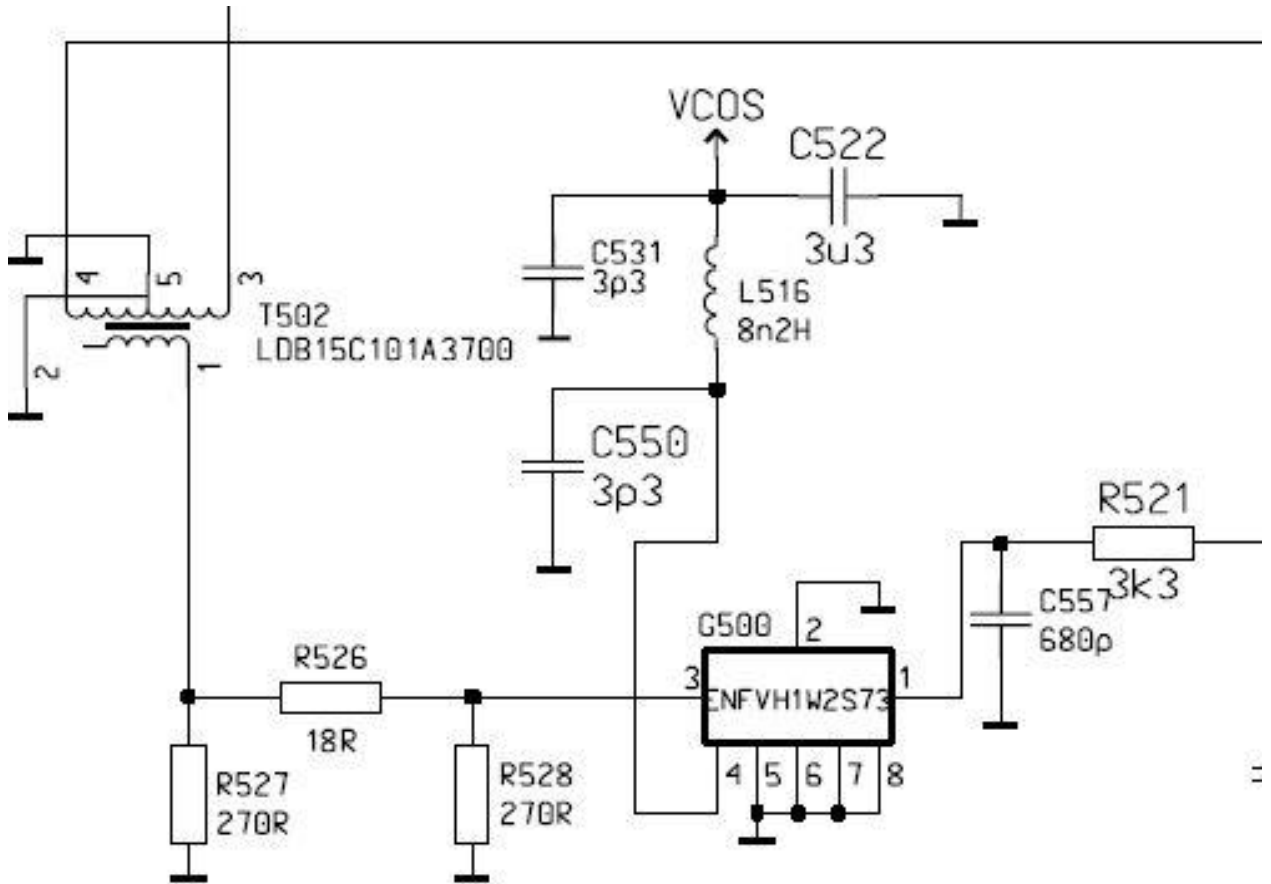 VCOS
C522
3u3
C531
3p3
L516
8n2H
4
5
3
T502
LDB15C101A3700
2
1
C550
3p3
R521
3k3
C557
680p
G500
2
3
ENFVH1W2S73
1
4
5
6
7
8
R526
18R
R527
270R
R528
270R